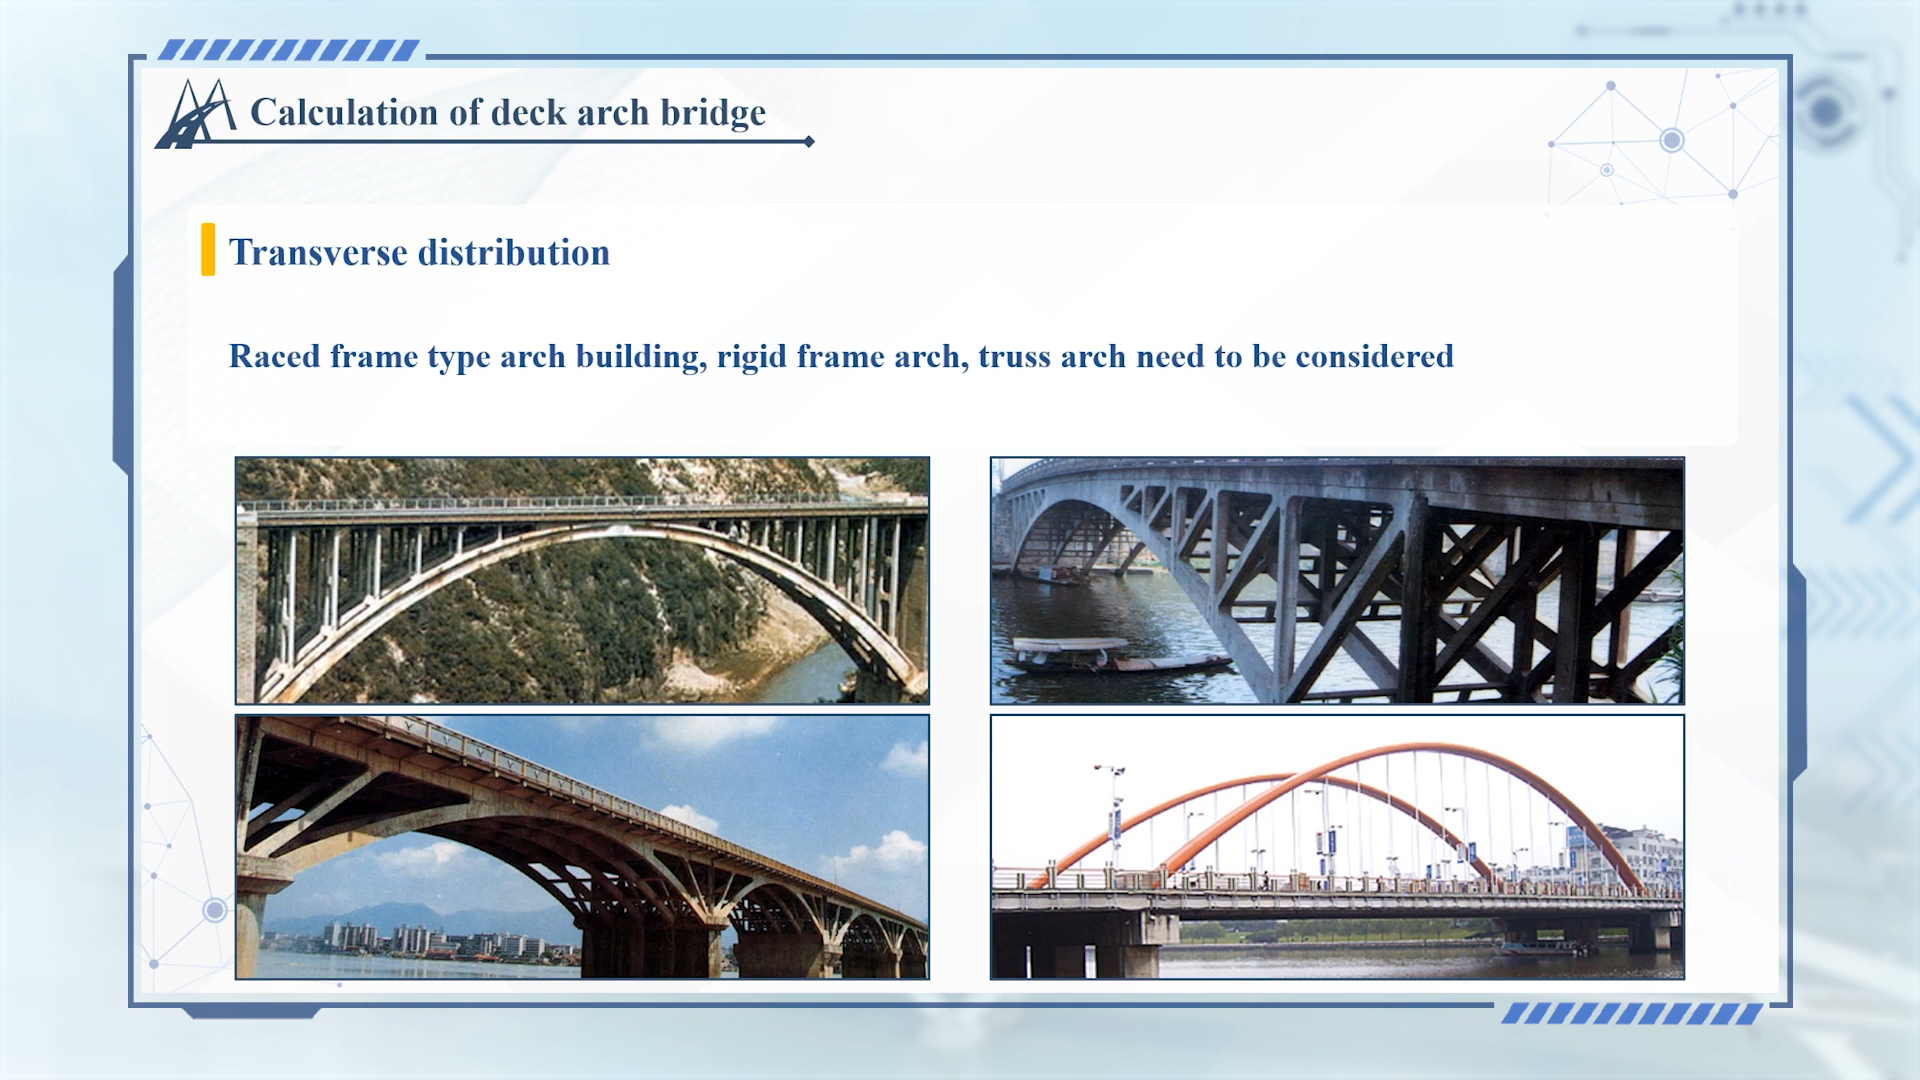 Calculation of deck arch bridge
Transverse distribution
Raced frame type arch building, rigid frame arch, truss arch need to be considered